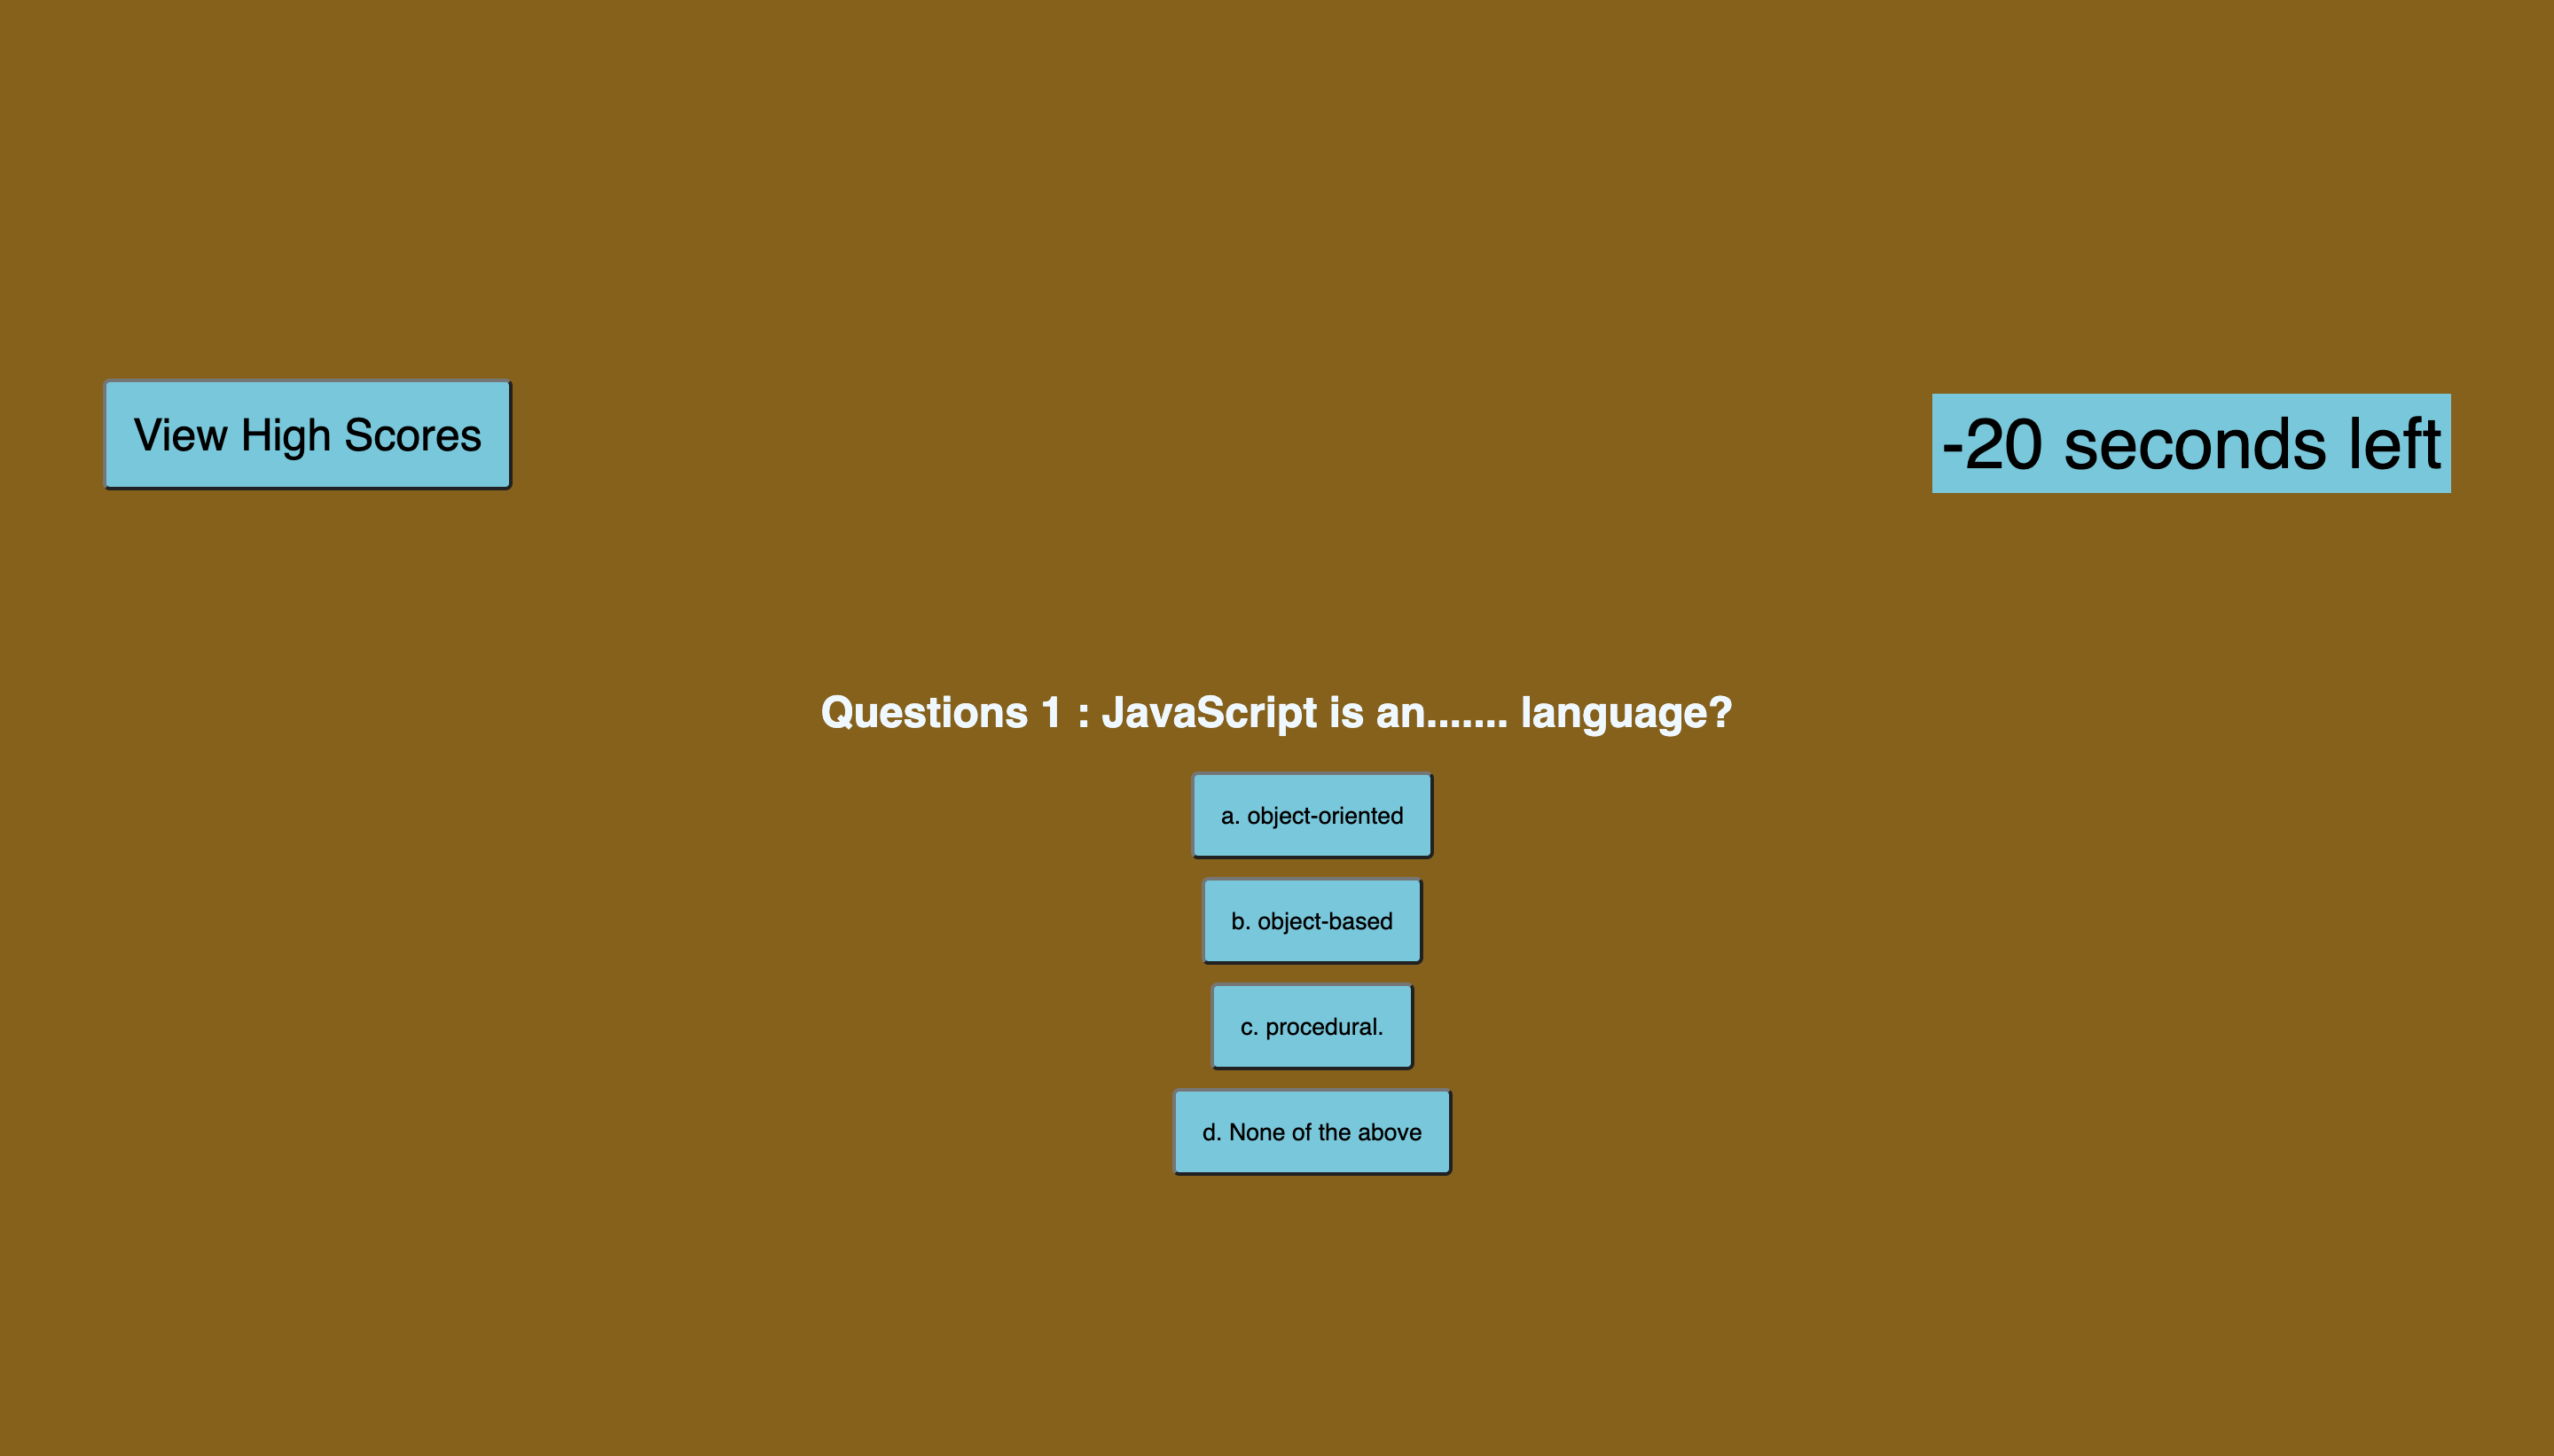 View High Scores
-20 seconds left
Questions 1 : JavaScript is an....... language?
a. object-oriented
b. object-based
c. procedural.
d. None of the above